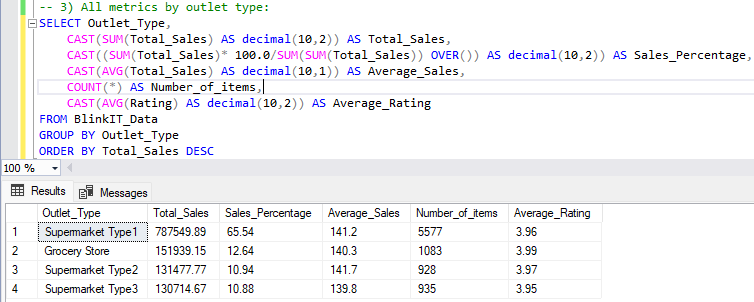 -- 3) All metrics by outlet type:
SELECT Outlet_Type,
CAST(SUM(Total_Sales) AS decimal(10,2)) AS Total_Sales,
CAST((SUM(Total_Sales)* 100.0/SUM(SUM(Total_Sales)) OVER()) AS decimal(10,2)) AS Sales_Percentage,
CAST(AVG(Total_Sales) AS decimal(10,1)) AS Average_Sales,
COUNT(*) AS Number_of_items,
CAST(AVG(Rating) AS decimal(10,2)) AS Average_Rating
FROM BlinkIT_Data
GROUP BY Outlet_Type
ORDER BY Total_Sales DESC
100 %
Results Messages
Outlet_Type Total_Sales Sales_Percentage Average_Sales Number_of_items Average_Rating
1 Supermarket Type1 787549.89 65.54 141.2 5577 3.96
2 Grocery Store 151939.15 12.64 140.3 1083 3.99
3 Supermarket Type2 131477.77 10.94 141.7 928 3.97
4 Supermarket Type3 130714.67 10.88 139.8 935 3.95